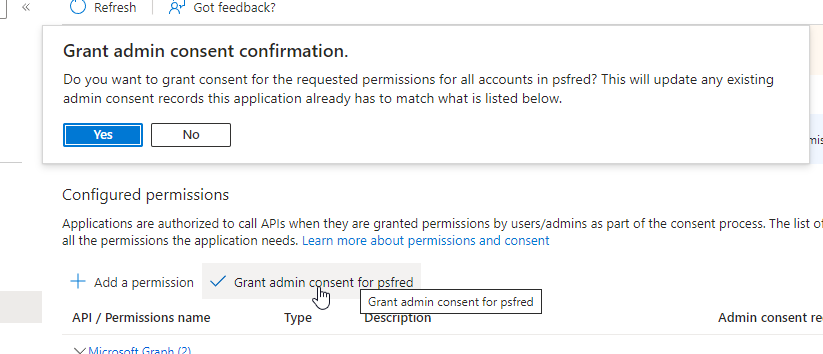 Refresh
Got feedback?
Grant admin consent confirmation.
Do you want to grant consent for the requested permissions for all accounts in psfred? This will update any existing
admin consent records this application already has to match what is listed below.
Yes
No
Configured permissions
Applications are authorized to call APIs when they are granted permissions by users/admins as part of the consent process. The list of
all the permissions the application needs. Learn more about permissions and consent
Add a permission
Grant admin consent for psfred
Grant admin consent for psfred
API / Permissions name
Type
Description
Admin consent
Microsoft Graph (2)